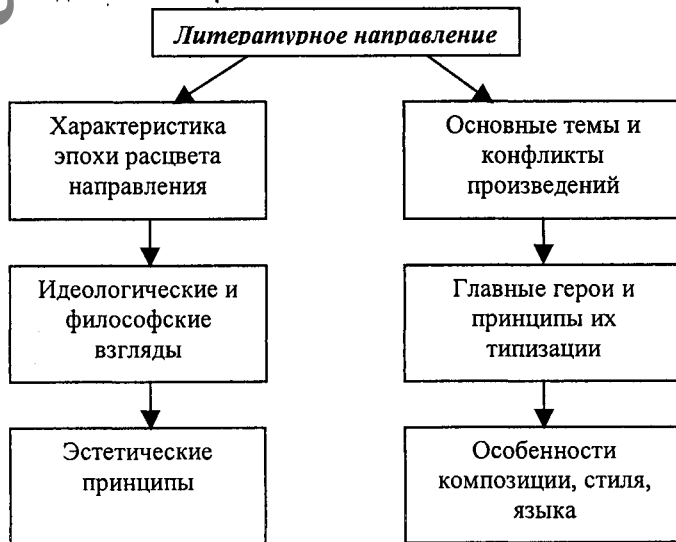 Литературное направление
Характеристика
эпохи расцвета
направления
Идеологические и
философские
взгляды
Эстетические
принципы
Основные темы и
конфликты
произведений
Главные герои и
принципы их
типизации
Особенности
композиции, стиля,
языка